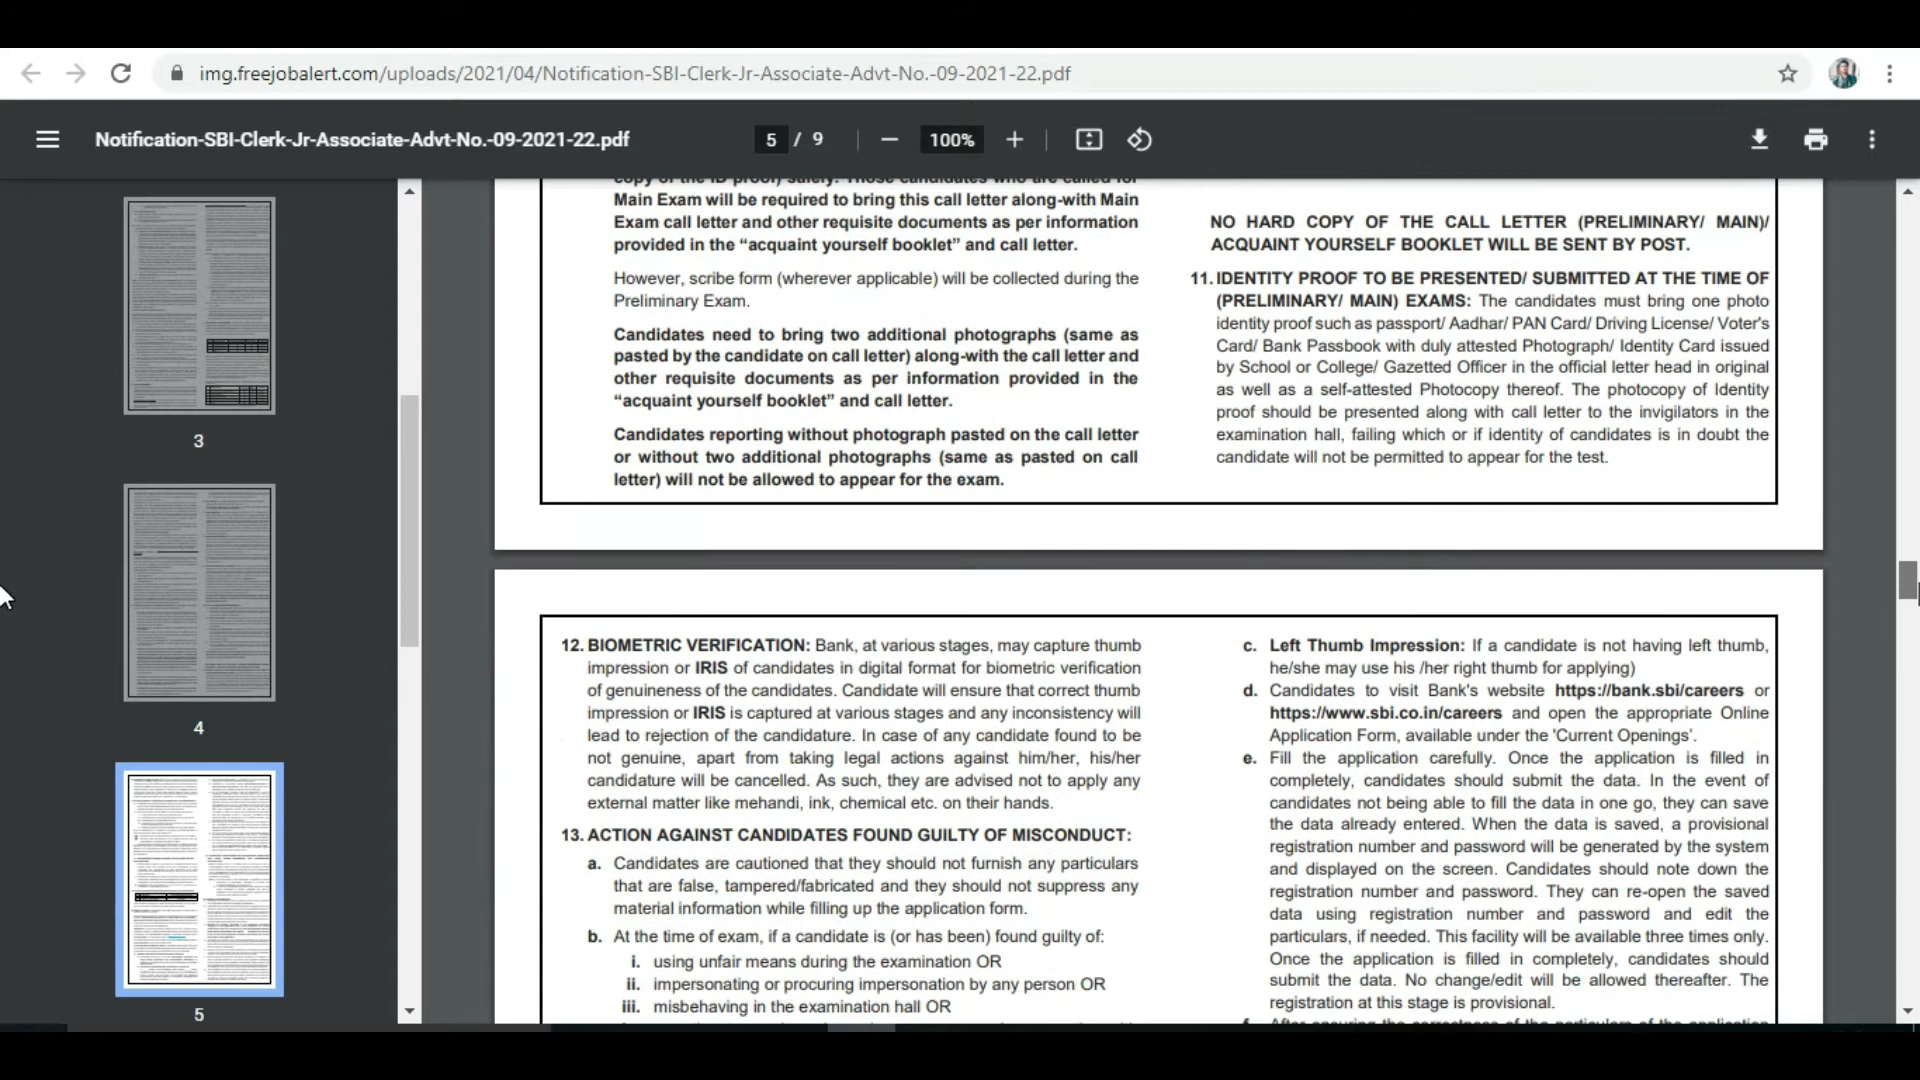 img.freejobalert.com/uploads/2021/04/Notification-SBI-Clerk-Jr-Associate-Advt-No.-09-2021-22.pdf
Notification-SBI-Clerk-Jr-Associate-Advt-No.-09-2021-22.pdf
5 / 9
100%
3
4
5
copy of the ID proof) safely. Those candidates who are called for
Main Exam will be required to bring this call letter along-with Main
Exam call letter and other requisite documents as per information
provided in the “acquaint yourself booklet” and call letter.
However, scribe form (wherever applicable) will be collected during the
Preliminary Exam.
Candidates need to bring two additional photographs (same as
pasted by the candidate on call letter) along-with the call letter and
other requisite documents as per information provided in the
“acquaint yourself booklet” and call letter.
Candidates reporting without photograph pasted on the call letter
or without two additional photographs (same as pasted on call
letter) will not be allowed to appear for the exam.
NO HARD COPY OF THE CALL LETTER (PRELIMINARY/ MAIN)/
ACQUAINT YOURSELF BOOKLET WILL BE SENT BY POST.
11. IDENTITY PROOF TO BE PRESENTED/ SUBMITTED AT THE TIME OF
(PRELIMINARY/ MAIN) EXAMS: The candidates must bring one photo
identity proof such as passport/ Aadhar/ PAN Card/ Driving License/ Voter's
Card/ Bank Passbook with duly attested Photograph/ Identity Card issued
by School or College/ Gazetted Officer in the official letter head in original
as well as a self-attested Photocopy thereof. The photocopy of Identity
proof should be presented along with call letter to the invigilators in the
examination hall, failing which or if identity of candidates is in doubt the
candidate will not be permitted to appear for the test.
12. BIOMETRIC VERIFICATION: Bank, at various stages, may capture thumb
impression or IRIS of candidates in digital format for biometric verification
of genuineness of the candidates. Candidate will ensure that correct thumb
impression or IRIS is captured at various stages and any inconsistency will
lead to rejection of the candidature. In case of any candidate found to be
not genuine, apart from taking legal actions against him/her, his/her
candidature will be cancelled. As such, they are advised not to apply any
external matter like mehandi, ink, chemical etc. on their hands.
13. ACTION AGAINST CANDIDATES FOUND GUILTY OF MISCONDUCT:
a. Candidates are cautioned that they should not furnish any particulars
that are false, tampered/fabricated and they should not suppress any
material information while filling up the application form.
b. At the time of exam, if a candidate is (or has been) found guilty of:
i. using unfair means during the examination OR
ii. impersonating or procuring impersonation by any person OR
iii. misbehaving in the examination hall OR
c. Left Thumb Impression: If a candidate is not having left thumb,
he/she may use his /her right thumb for applying)
d. Candidates to visit Bank's website https://bank.sbi/careers or
https://www.sbi.co.in/careers and open the appropriate Online
Application Form, available under the 'Current Openings'.
e. Fill the application carefully. Once the application is filled in
completely, candidates should submit the data. In the event of
candidates not being able to fill the data in one go, they can save
the data already entered. When the data is saved, a provisional
registration number and password will be generated by the system
and displayed on the screen. Candidates should note down the
registration number and password. They can re-open the saved
data using registration number and password and edit the
particulars, if needed. This facility will be available three times only.
Once the application is filled in completely, candidates should
submit the data. No change/edit will be allowed thereafter. The
registration at this stage is provisional.
f. After ensuring the correctness of the particulars of the application